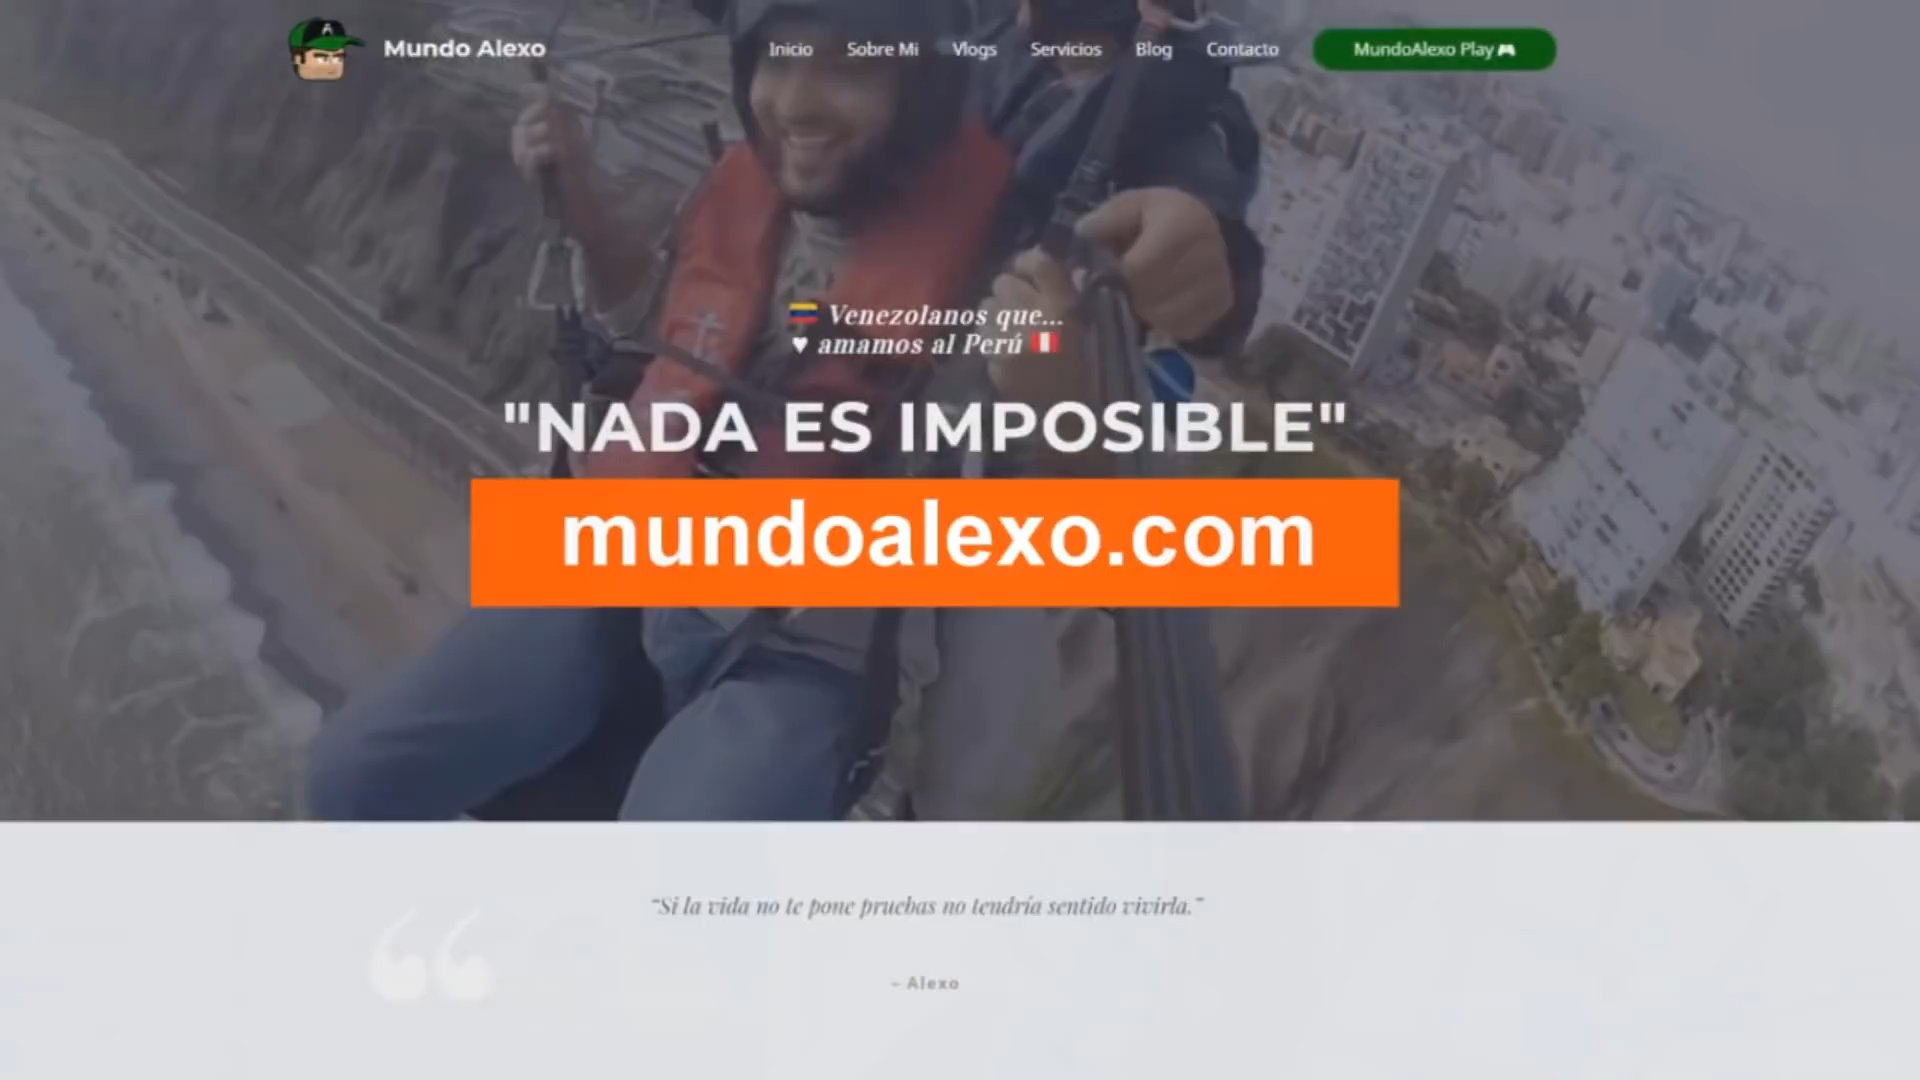 Mundo Alexo
Inicio Sobre Mi Vlogs Servicios Blog Contacto MundoAlexo Play
Venezolanos que...
♥ amamos al Perú
"NADA ES IMPOSIBLE"
mundoalexo.com
“Si la vida no te pone pruebas no tendría sentido vivirla.”
– Alexo